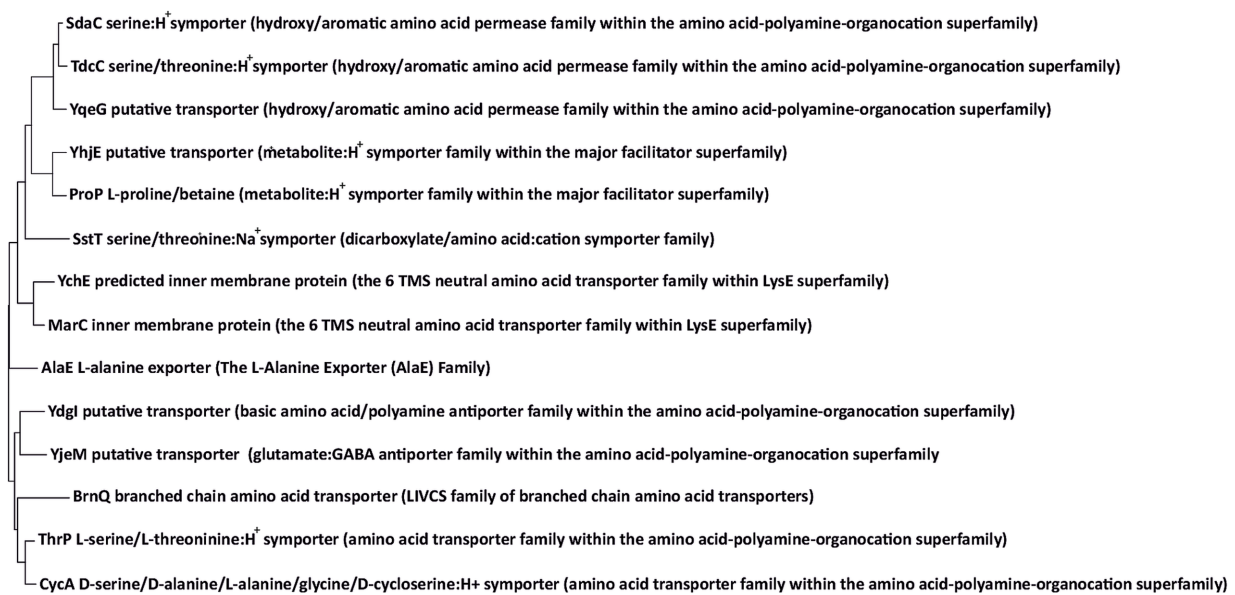 SdaC serine:H+symporter (hydroxy/aromatic amino acid permease family within the amino acid-polyamine-organocation superfamily)
TdcC serine/threonine:H+symporter (hydroxy/aromatic amino acid permease family within the amino acid-polyamine-organocation superfamily)
YqeG putative transporter (hydroxy/aromatic amino acid permease family within the amino acid-polyamine-organocation superfamily)
YhjE putative transporter (metabolite:H+ symporter family within the major facilitator superfamily)
ProP L-proline/betaine (metabolite:H+ symporter family within the major facilitator superfamily)
SstT serine/threonine:Na+symporter (dicarboxylate/amino acid:cation symporter family)
YchE predicted inner membrane protein (the 6 TMS neutral amino acid transporter family within LysE superfamily)
MarC inner membrane protein (the 6 TMS neutral amino acid transporter family within LysE superfamily)
AlaE L-alanine exporter (The L-Alanine Exporter (AlaE) Family)
YdgI putative transporter (basic amino acid/polyamine antiporter family within the amino acid-polyamine-organocation superfamily)
YjeM putative transporter (glutamate:GABA antiporter family within the amino acid-polyamine-organocation superfamily
BrnQ branched chain amino acid transporter (LIVCS family of branched chain amino acid transporters)
ThrP L-serine/L-threoninine:H+ symporter (amino acid transporter family within the amino acid-polyamine-organocation superfamily)
CycA D-serine/D-alanine/L-alanine/glycine/D-cycloserine:H+ symporter (amino acid transporter family within the amino acid-polyamine-organocation superfamily)